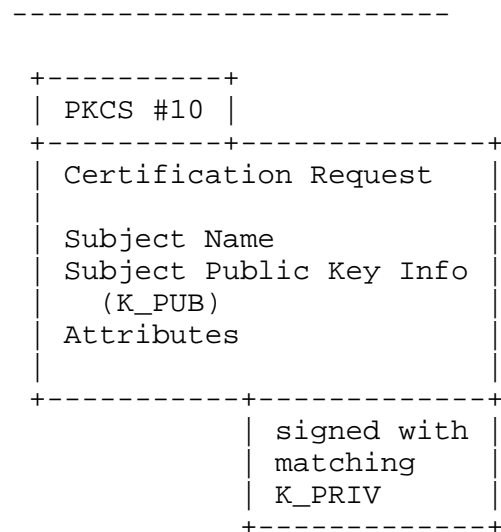 -------------------------
+----------+
| PKCS #10 |
+----------+--------------+
| Certification Request   |
|                         |
| Subject Name            |
| Subject Public Key Info |
|   (K_PUB)               |
| Attributes              |
|                         |
+-----------+-------------+
            | signed with |
            | matching    |
            | K_PRIV      |
            +-------------+